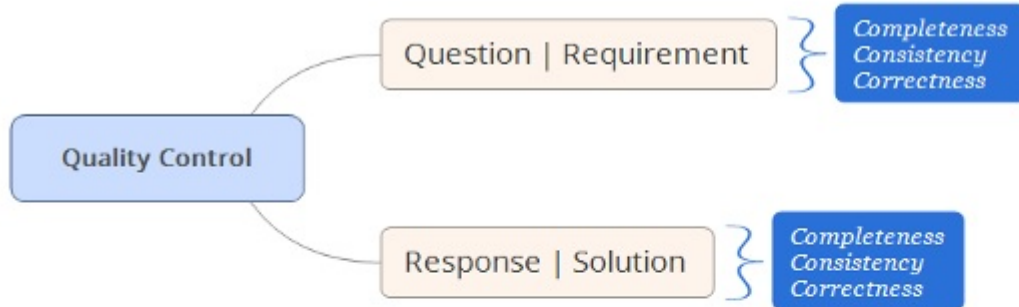 Quality Control
Question | Requirement
Completeness
Consistency
Correctness
Response | Solution
Completeness
Consistency
Correctness